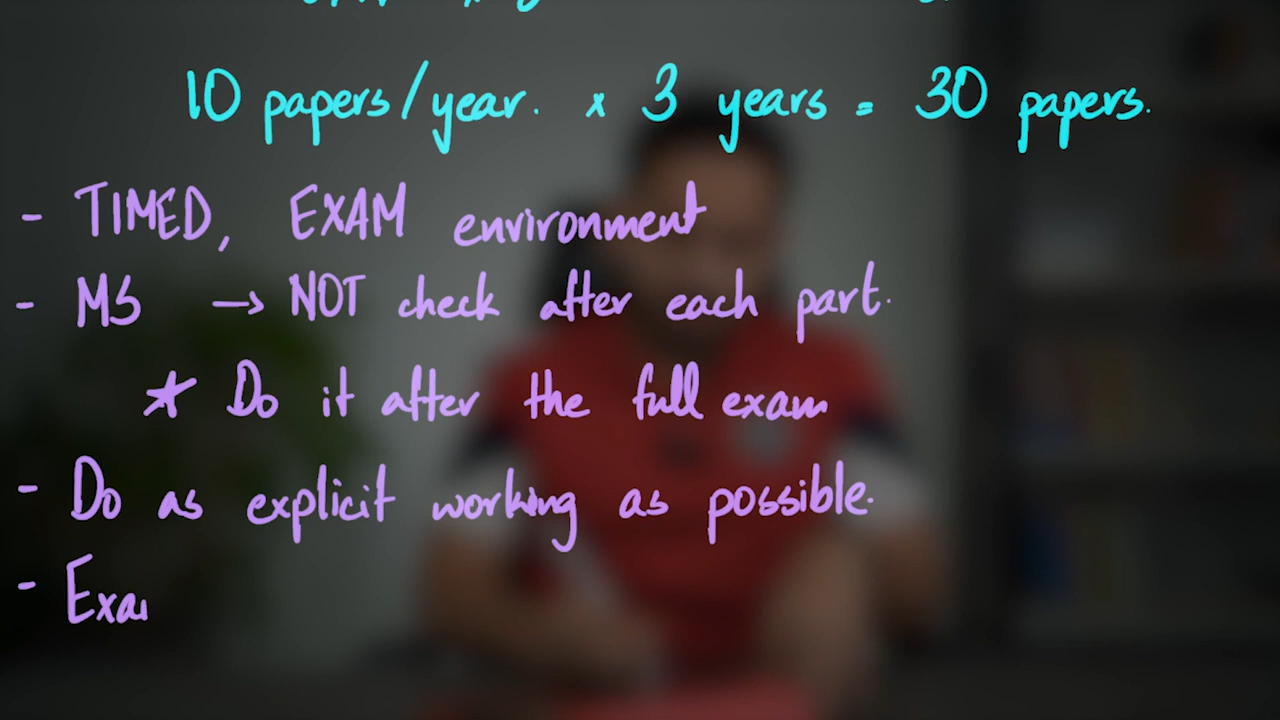 10 papers/year. x 3 years = 30 papers.
- TIMED, EXAM environment
- MS → NOT check after each part.
* Do it after the full exam
- Do as explicit working as possible.
- Exa